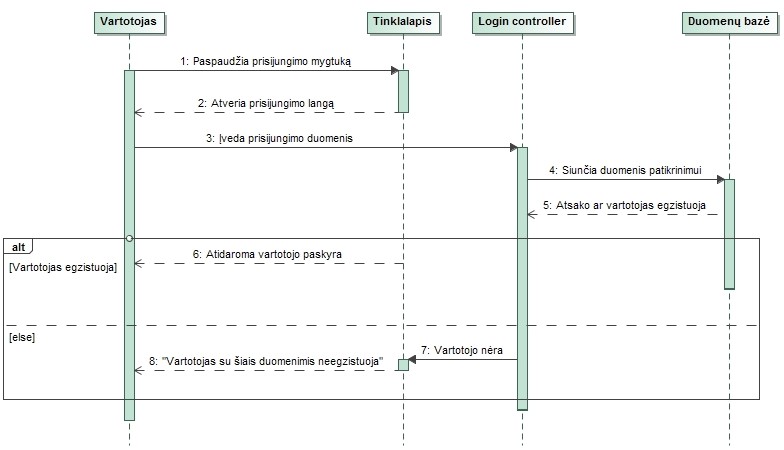 Vartotojas
Tinklalapis
Login controller
Duomenų bazė
1: Paspaudžia prisijungimo mygtuką
2: Atveria prisijungimo langą
3: Įveda prisijungimo duomenis
4: Siunčia duomenis patikrinimui
5: Atsako ar vartotojas egzistuoja
alt
6: Atidaroma vartotojo paskyra
[Vartotojas egzistuoja]
[else]
7: Vartotojo nėra
8: "Vartotojas su šiais duomenimis neegzistuoja"